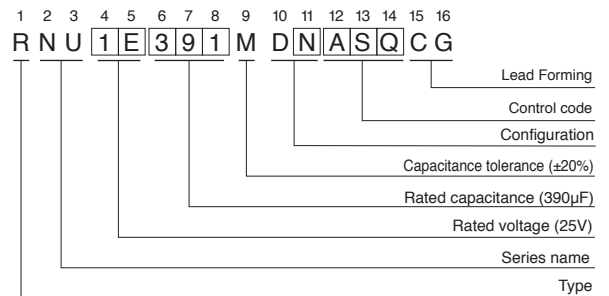 1 2 3 4 5 6 7 8 9 10 11 12 13 14 15 16
R N U 1 E 3 9 1 M D N A S Q C G
Lead Forming
Control code
Configuration
Capacitance tolerance (±20%)
Rated capacitance (390µF)
Rated voltage (25V)
Series name
Type